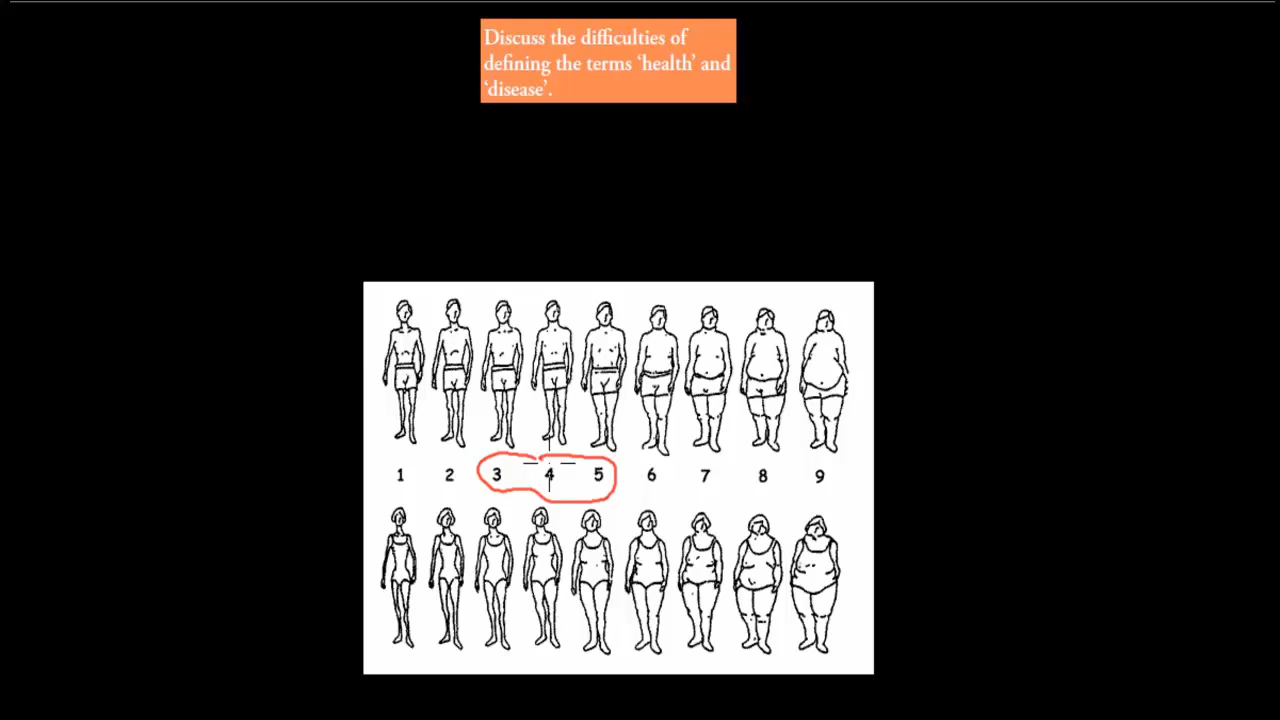 Discuss the difficulties of
defining the terms ‘health’ and
‘disease’.
1 2 3 4 5 6 7 8 9